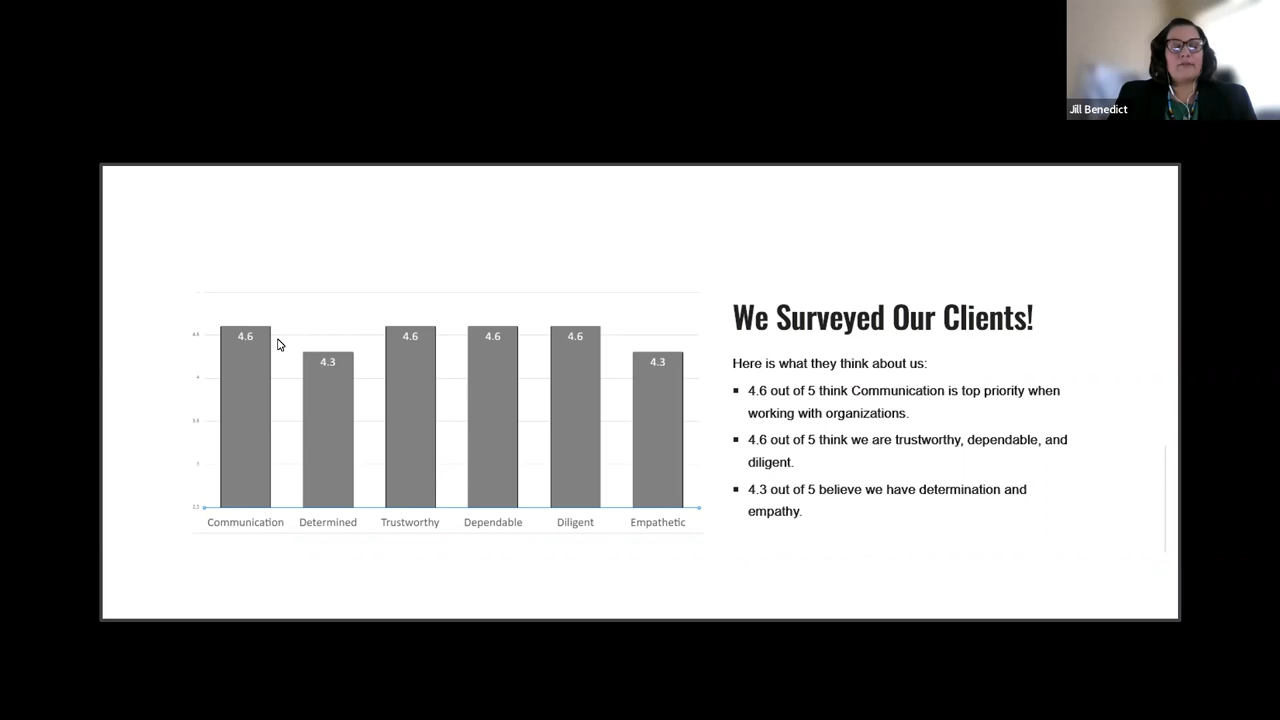 Jill Benedict
We Surveyed Our Clients!
Here is what they think about us:
▪ 4.6 out of 5 think Communication is top priority when
working with organizations.
▪ 4.6 out of 5 think we are trustworthy, dependable, and
diligent.
▪ 4.3 out of 5 believe we have determination and
empathy.
4.6
4.3
4.6
4.6
4.6
4.3
Communication
Determined
Trustworthy
Dependable
Diligent
Empathetic